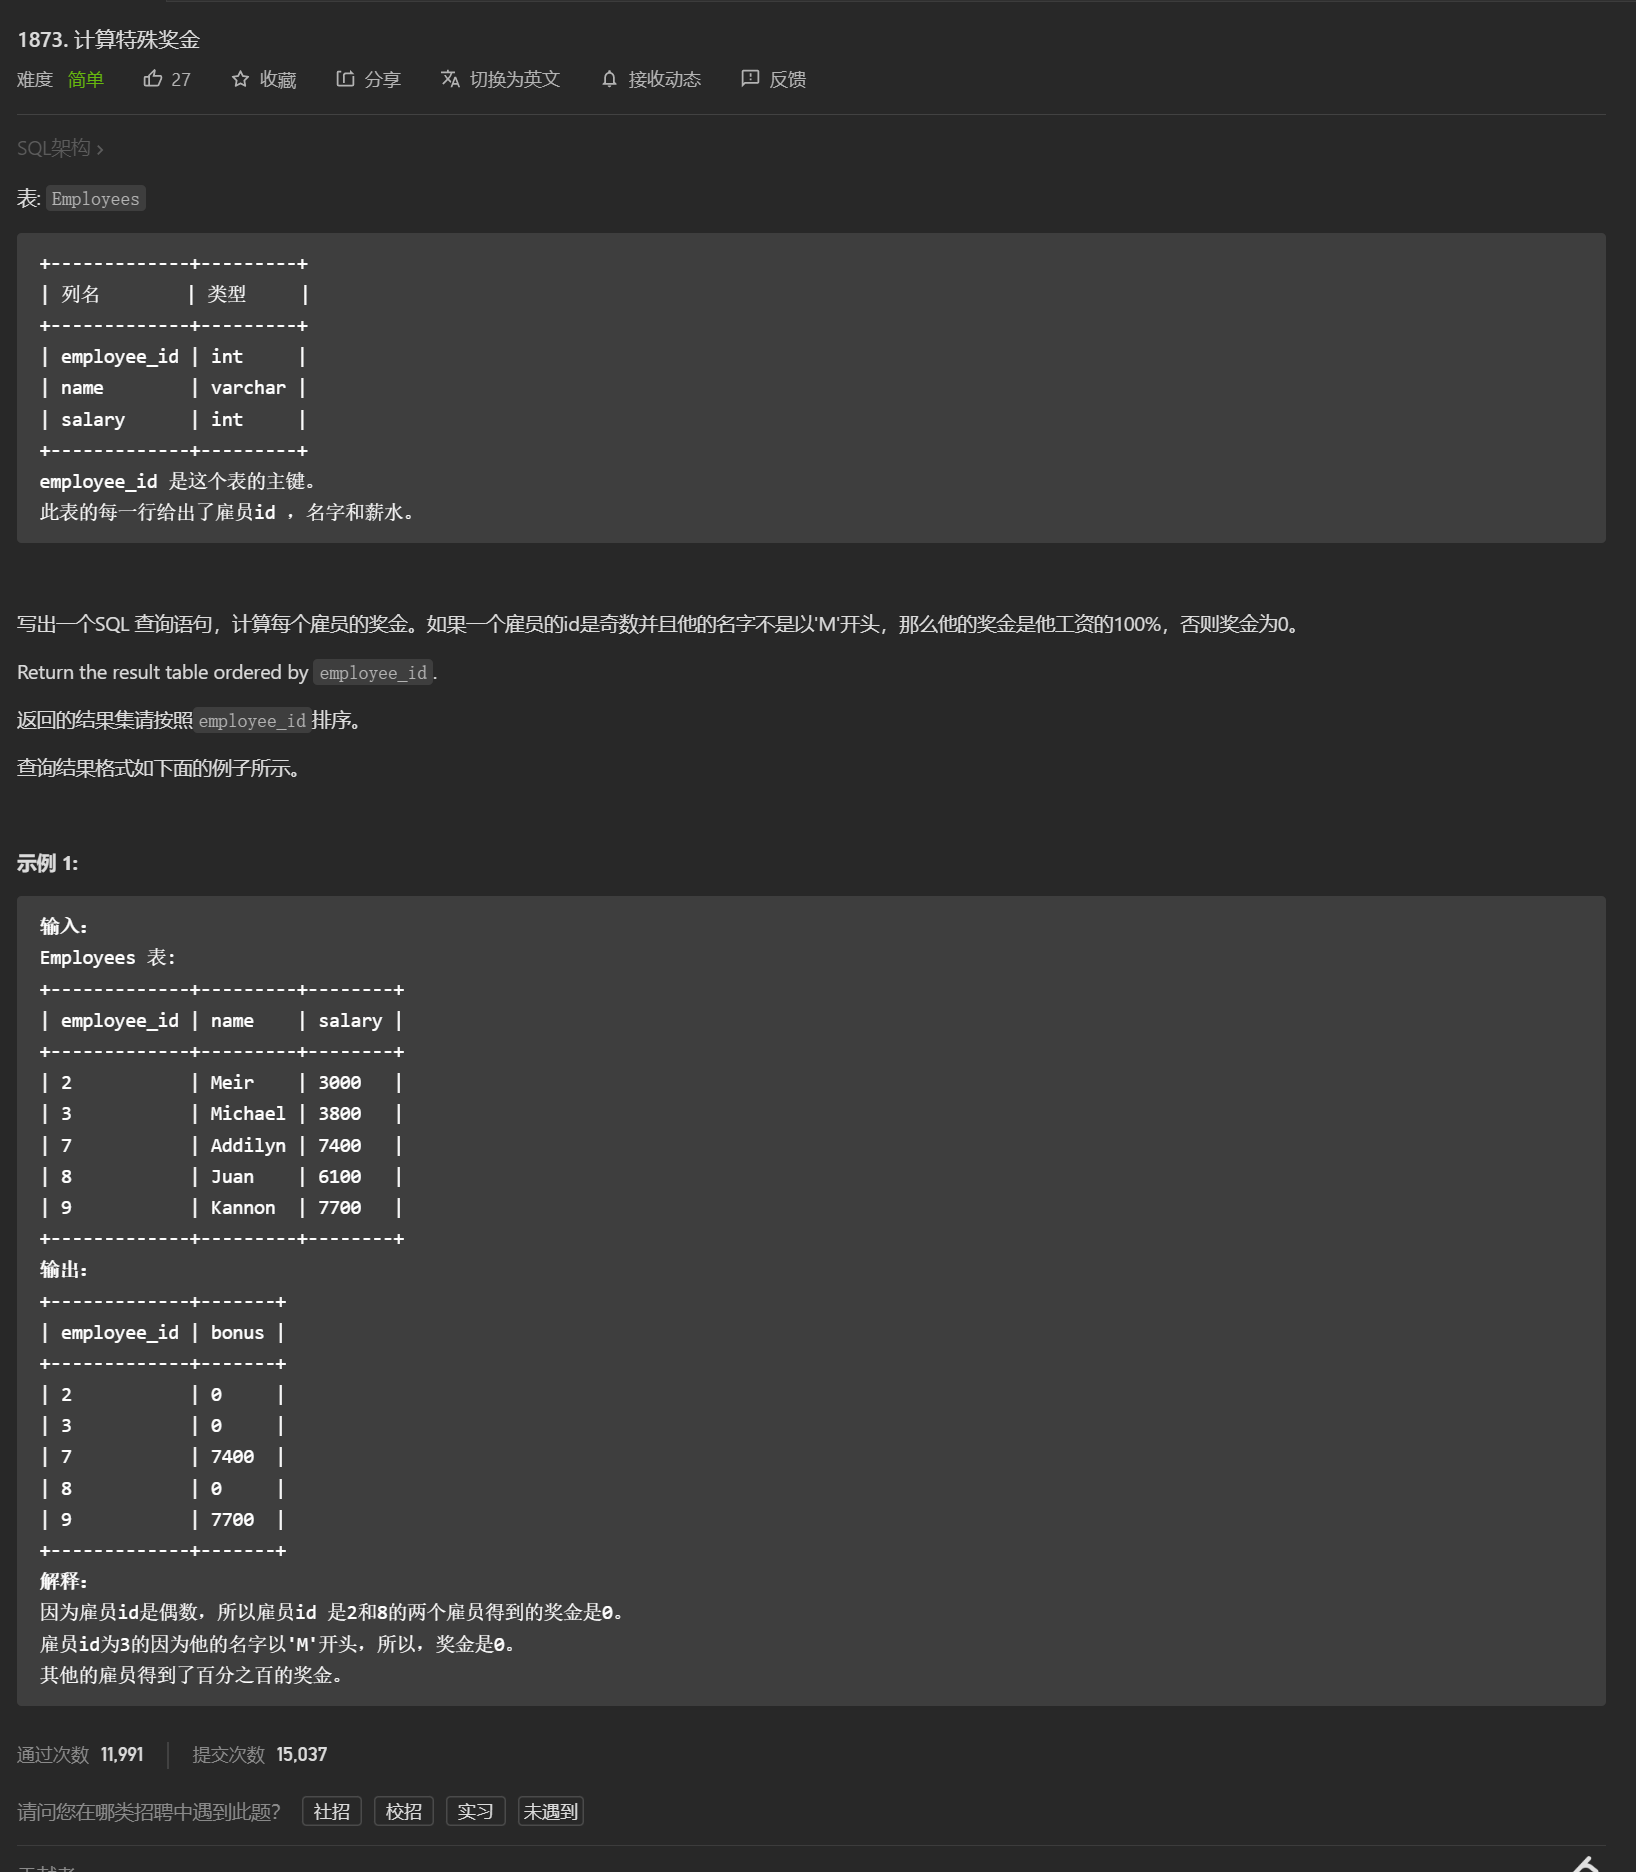 1873. 计算特殊奖金
难度 简单 27 收藏 分享 切换为英文 接收动态 反馈
SQL架构 ›
表: Employees
+-------------+---------+
| 列名        | 类型     |
+-------------+---------+
| employee_id | int     |
| name        | varchar |
| salary      | int     |
+-------------+---------+
employee_id 是这个表的主键。
此表的每一行给出了雇员id ，名字和薪水。
写出一个SQL 查询语句，计算每个雇员的奖金。如果一个雇员的id是奇数并且他的名字不是以'M'开头，那么他的奖金是他工资的100%，否则奖金为0。
Return the result table ordered by employee_id.
返回的结果集请按照employee_id排序。
查询结果格式如下面的例子所示。
示例 1:
输入：
Employees 表:
+-------------+---------+--------+
| employee_id | name    | salary |
+-------------+---------+--------+
| 2           | Meir    | 3000   |
| 3           | Michael | 3800   |
| 7           | Addilyn | 7400   |
| 8           | Juan    | 6100   |
| 9           | Kannon  | 7700   |
+-------------+---------+--------+
输出：
+-------------+-------+
| employee_id | bonus |
+-------------+-------+
| 2           | 0     |
| 3           | 0     |
| 7           | 7400  |
| 8           | 0     |
| 9           | 7700  |
+-------------+-------+
解释：
因为雇员id是偶数，所以雇员id 是2和8的两个雇员得到的奖金是0。
雇员id为3的因为他的名字以'M'开头，所以，奖金是0。
其他的雇员得到了百分之百的奖金。
通过次数 11,991 提交次数 15,037
请问您在哪类招聘中遇到此题？ 社招 校招 实习 未遇到